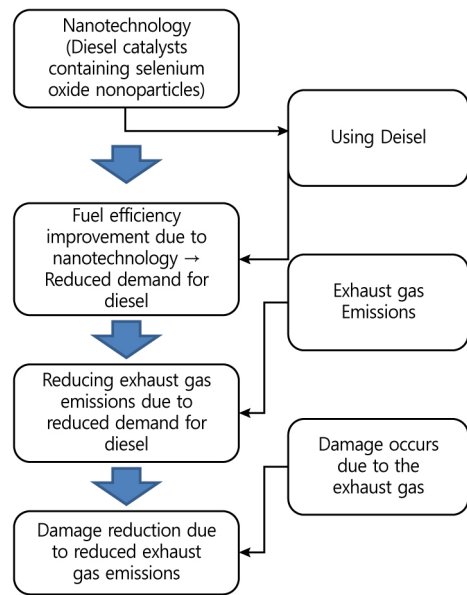 Nanotechnology
(Diesel catalysts
containing selenium
oxide nonoparticles)
Using Deisel
Fuel efficiency
improvement due to
nanotechnology →
Reduced demand for
diesel
Exhaust gas
Emissions
Reducing exhaust gas
emissions due to
reduced demand for
diesel
Damage occurs
due to the
exhaust gas
Damage reduction due
to reduced exhaust
gas emissions